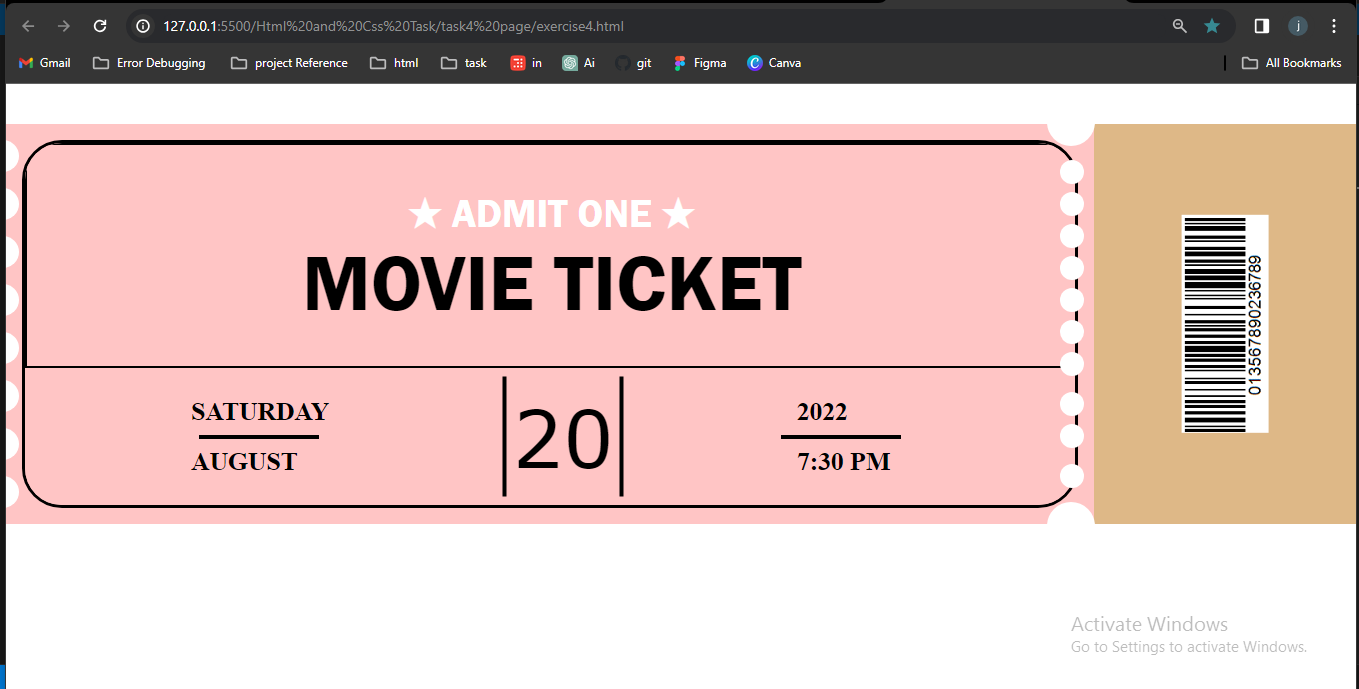 127.0.0.1:5500/Html%20and%20Css%20Task/task4%20page/exercise4.html
j
Gmail Error Debugging project Reference html task in Ai git Figma Canva All Bookmarks
★ ADMIT ONE ★
MOVIE TICKET
SATURDAY
AUGUST
20
2022
7:30 PM
0135678902367​89
Activate Windows
Go to Settings to activate Windows.